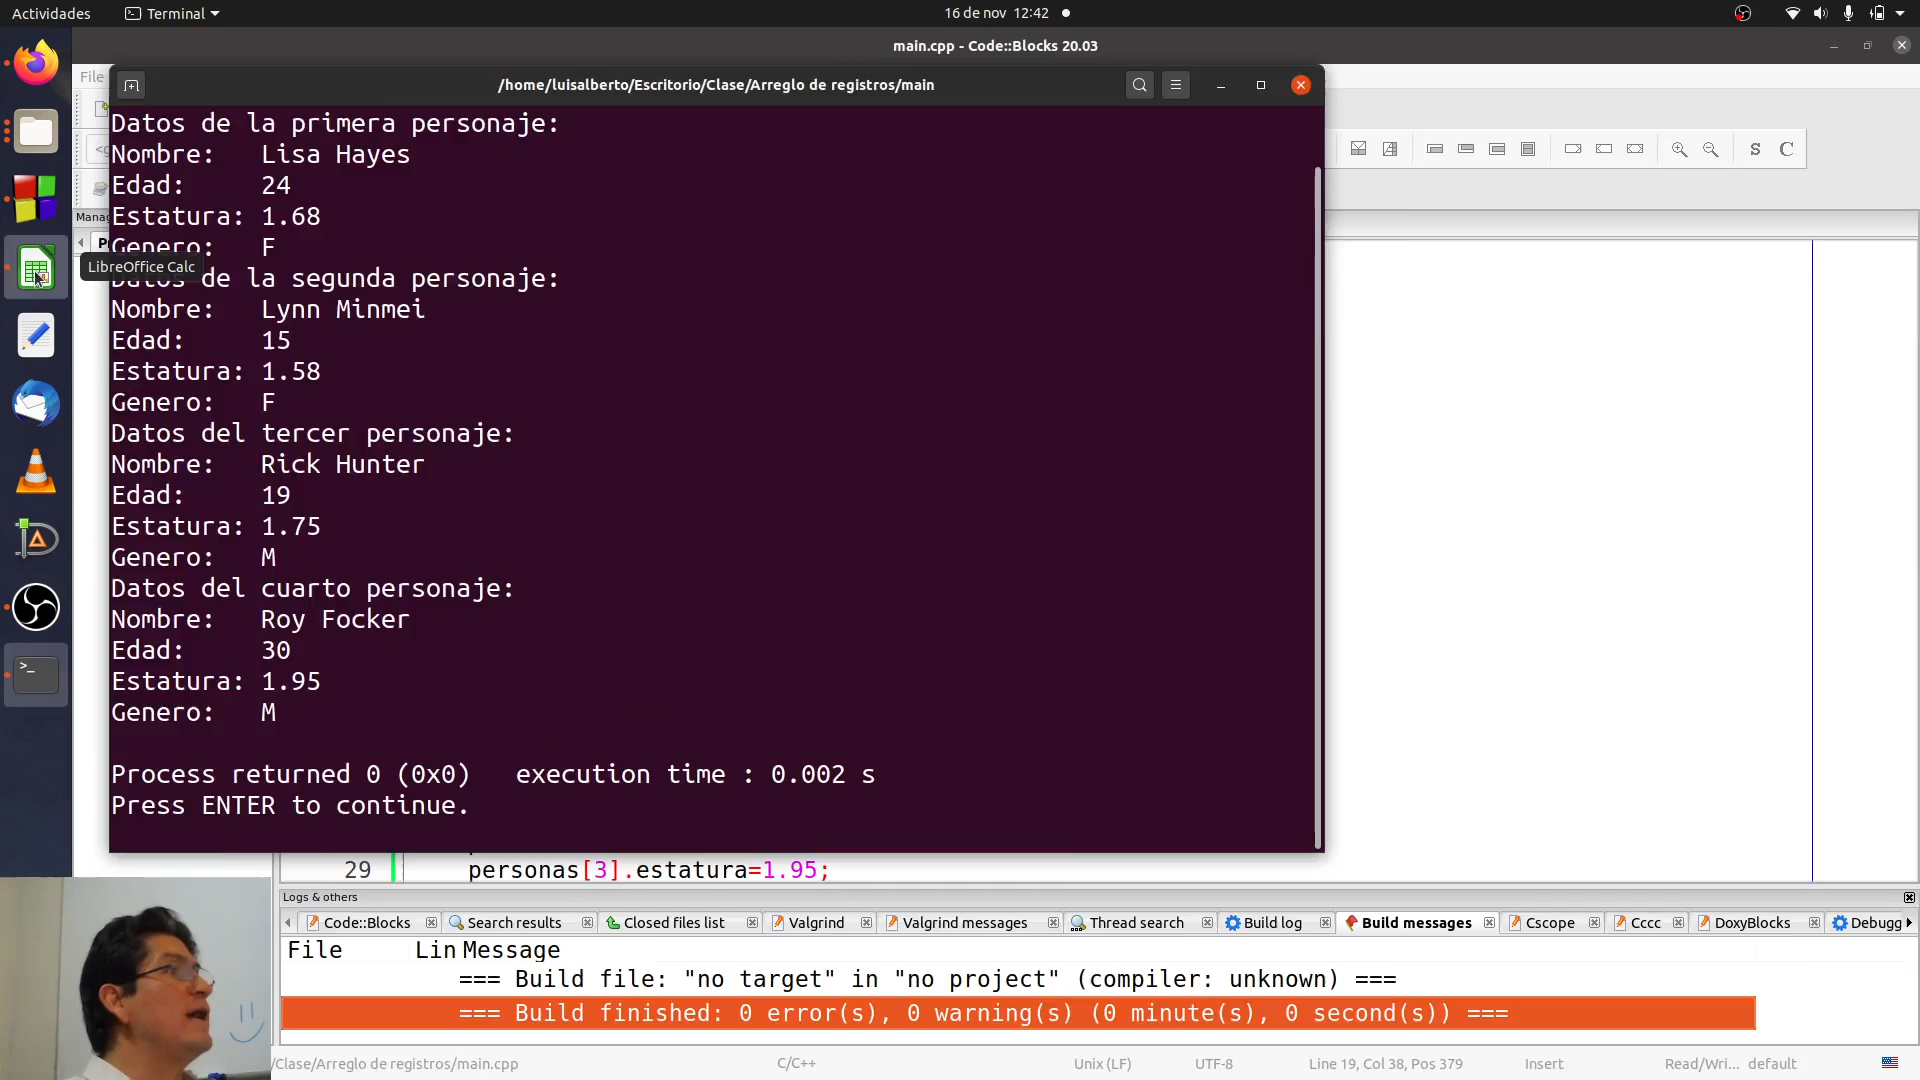 Actividades Terminal 16 de nov 12:42
main.cpp - Code::Blocks 20.03
File
/home/luisalberto/Escritorio/Clase/Arreglo de registros/main
Datos de la primera personaje:
Nombre: Lisa Hayes
Edad: 24
Estatura: 1.68
Genero: F
LibreOffice Calc
de la segunda personaje:
Nombre: Lynn Minmei
Edad: 15
Estatura: 1.58
Genero: F
Datos del tercer personaje:
Nombre: Rick Hunter
Edad: 19
Estatura: 1.75
Genero: M
Datos del cuarto personaje:
Nombre: Roy Focker
Edad: 30
Estatura: 1.95
Genero: M
Process returned 0 (0x0) execution time : 0.002 s
Press ENTER to continue.
S C
Manag
29 personas[3].estatura=1.95;
Logs & others
Code::Blocks Search results Closed files list Valgrind Valgrind messages Thread search Build log Build messages Cscope Cccc DoxyBlocks Debugg
File Lin Message
=== Build file: "no target" in "no project" (compiler: unknown) ===
=== Build finished: 0 error(s), 0 warning(s) (0 minute(s), 0 second(s)) ===
/Clase/Arreglo de registros/main.cpp C/C++ Unix (LF) UTF-8 Line 19, Col 38, Pos 379 Insert Read/Wri... default